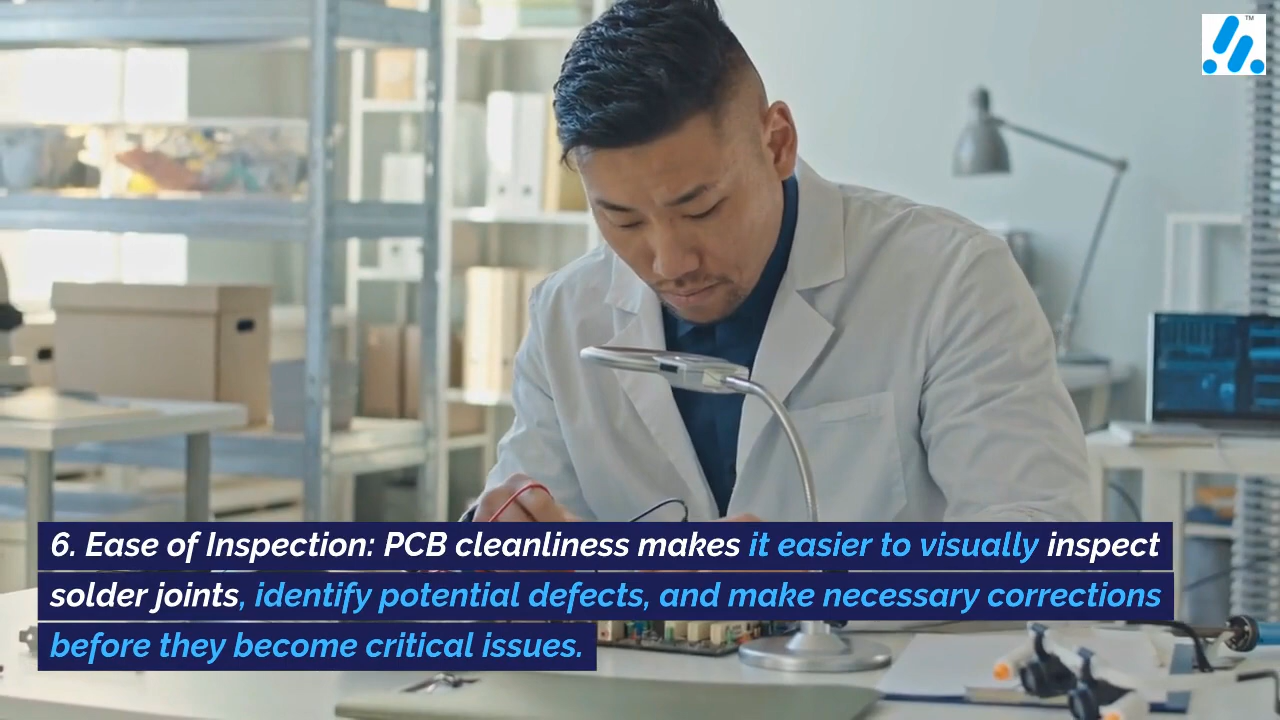 TM
6. Ease of Inspection: PCB cleanliness makes it easier to visually inspect
solder joints, identify potential defects, and make necessary corrections
before they become critical issues.